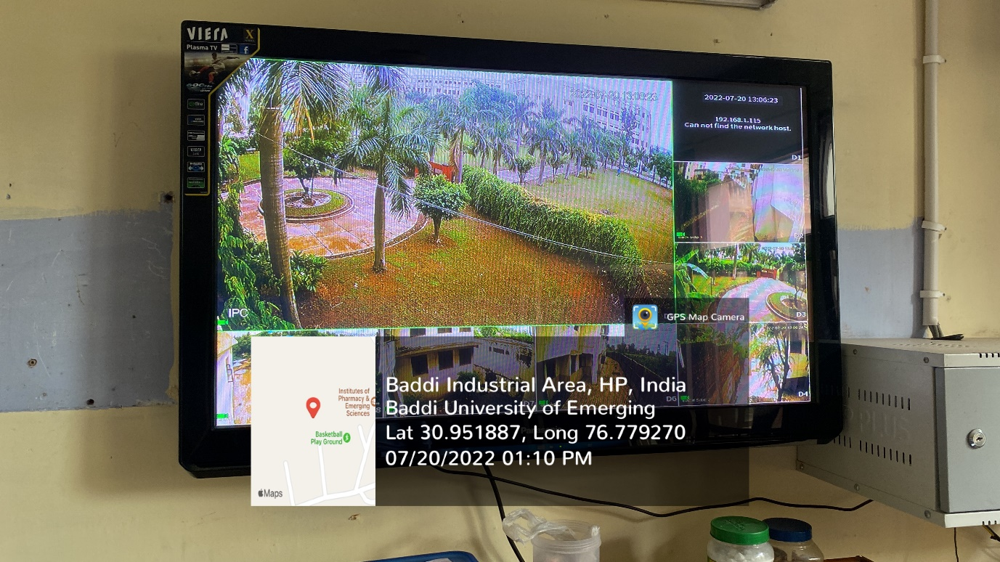 VIERA
X
Plasma TV
2022-07-20 13:06:23
2022-07-20 13:06:23
192.168.1.115
Can not find the network host.
D1
D2
IPC
D3
GPS Map Camera
D4
D6
Institutes of
Pharmacy &
Emerging
Sciences
Basketball
Play Ground
Maps
Baddi Industrial Area, HP, India
Baddi University of Emerging
Lat 30.951887, Long 76.779270
07/20/2022 01:10 PM